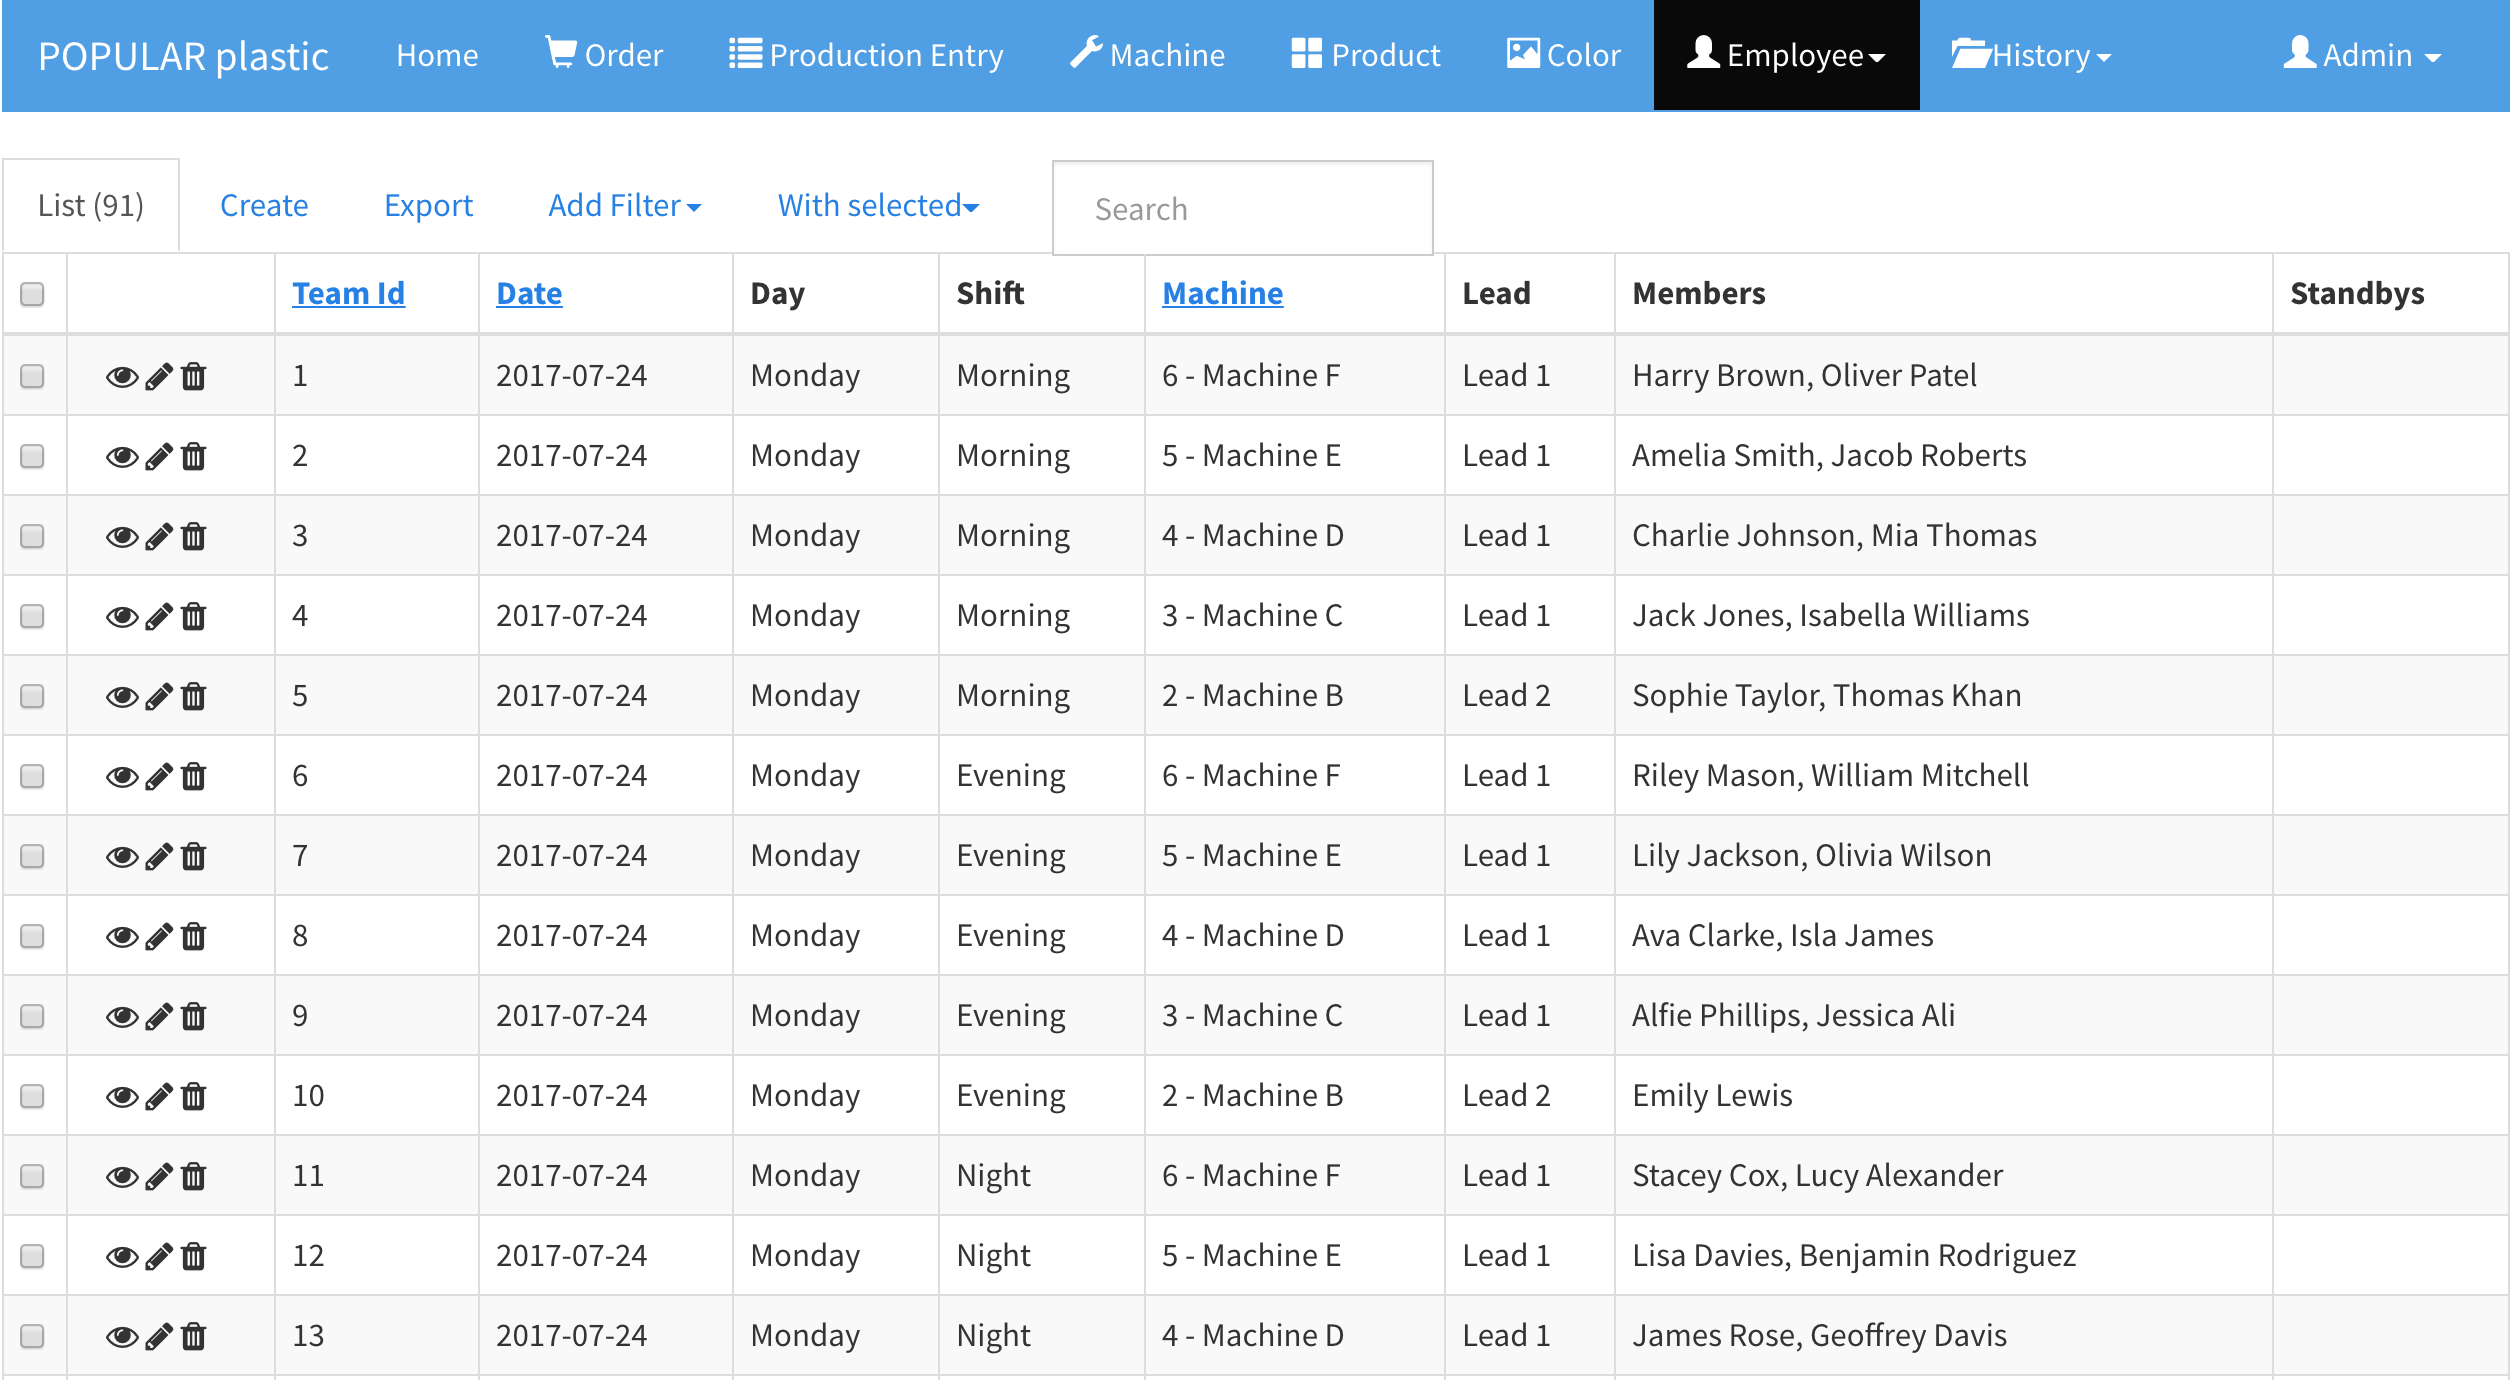 POPULAR plastic Home Order Production Entry Machine Product Color Employee History Admin
List (91) Create Export Add Filter With selected Search
Team Id Date Day Shift Machine Lead Members Standbys
1 2017-07-24 Monday Morning 6 - Machine F Lead 1 Harry Brown, Oliver Patel
2 2017-07-24 Monday Morning 5 - Machine E Lead 1 Amelia Smith, Jacob Roberts
3 2017-07-24 Monday Morning 4 - Machine D Lead 1 Charlie Johnson, Mia Thomas
4 2017-07-24 Monday Morning 3 - Machine C Lead 1 Jack Jones, Isabella Williams
5 2017-07-24 Monday Morning 2 - Machine B Lead 2 Sophie Taylor, Thomas Khan
6 2017-07-24 Monday Evening 6 - Machine F Lead 1 Riley Mason, William Mitchell
7 2017-07-24 Monday Evening 5 - Machine E Lead 1 Lily Jackson, Olivia Wilson
8 2017-07-24 Monday Evening 4 - Machine D Lead 1 Ava Clarke, Isla James
9 2017-07-24 Monday Evening 3 - Machine C Lead 1 Alfie Phillips, Jessica Ali
10 2017-07-24 Monday Evening 2 - Machine B Lead 2 Emily Lewis
11 2017-07-24 Monday Night 6 - Machine F Lead 1 Stacey Cox, Lucy Alexander
12 2017-07-24 Monday Night 5 - Machine E Lead 1 Lisa Davies, Benjamin Rodriguez
13 2017-07-24 Monday Night 4 - Machine D Lead 1 James Rose, Geoffrey Davis